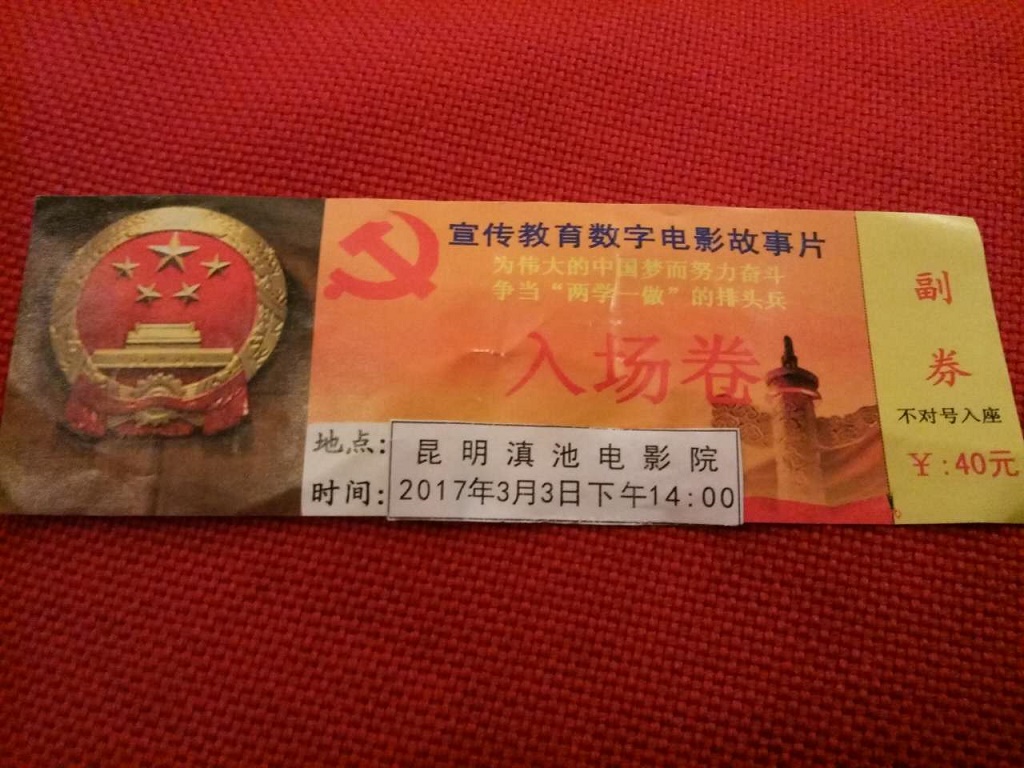 宣传教育数字电影故事片
为伟大的中国梦而努力奋斗
争当“两学一做”的排头兵
入场卷
地点：昆明滇池电影院
时间：2017年3月3日下午14:00
副
券
不对号入座
￥:40元